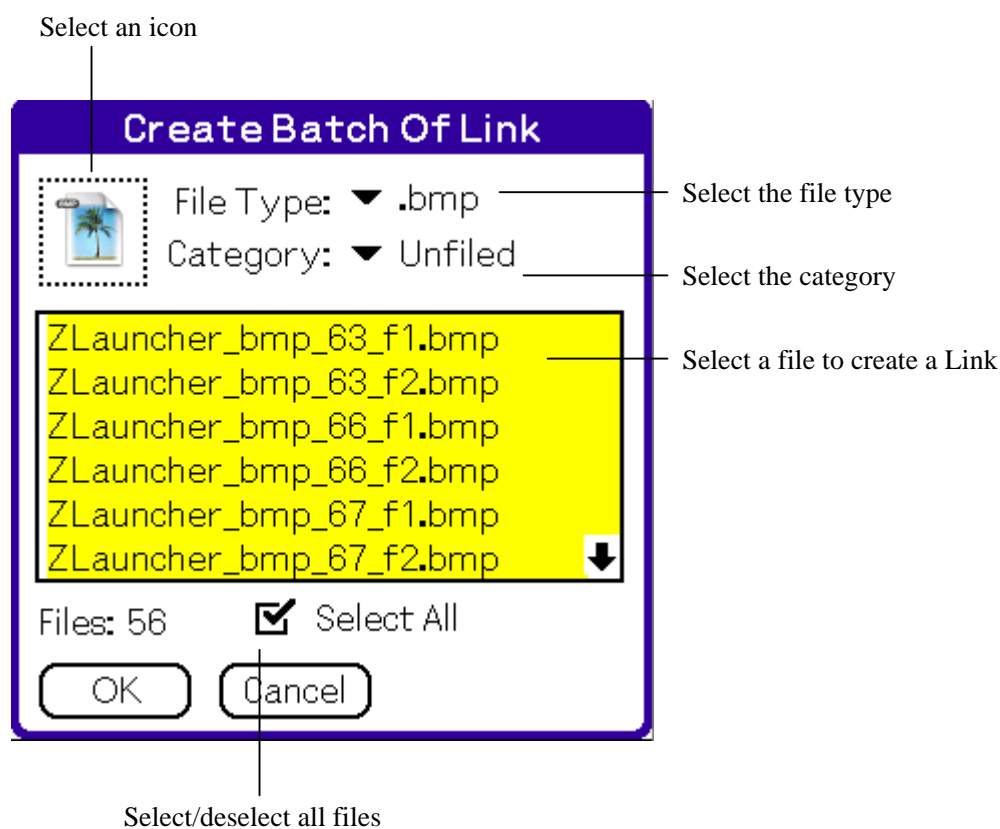 Select an icon
Create Batch Of Link
File Type: .bmp
Select the file type
Category: Unfiled
Select the category
ZLauncher_bmp_63_f1.bmp
Select a file to create a Link
ZLauncher_bmp_63_f2.bmp
ZLauncher_bmp_66_f1.bmp
ZLauncher_bmp_66_f2.bmp
ZLauncher_bmp_67_f1.bmp
ZLauncher_bmp_67_f2.bmp
Files: 56
Select All
OK
Cancel
Select/deselect all files